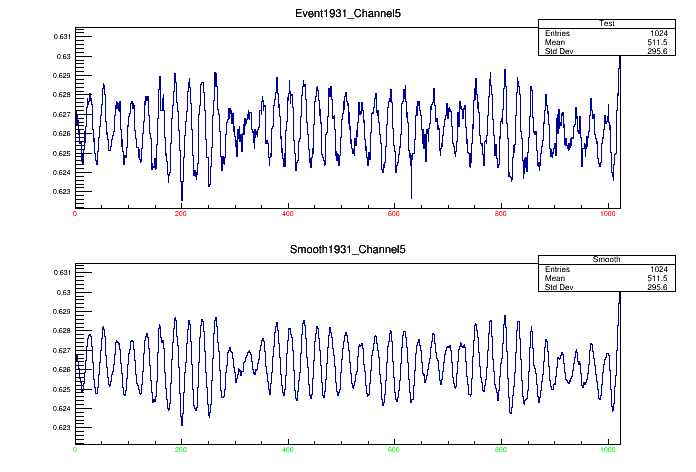 Event1931_Channel5
Test
Entries 1024
Mean 511.5
Std Dev 295.6
0.631
0.63
0.629
0.628
0.627
0.626
0.625
0.624
0.623
0 200 400 600 800 1000
Smooth1931_Channel5
Smooth
Entries 1024
Mean 511.5
Std Dev 295.6
0.631
0.63
0.629
0.628
0.627
0.626
0.625
0.624
0.623
0 200 400 600 800 1000